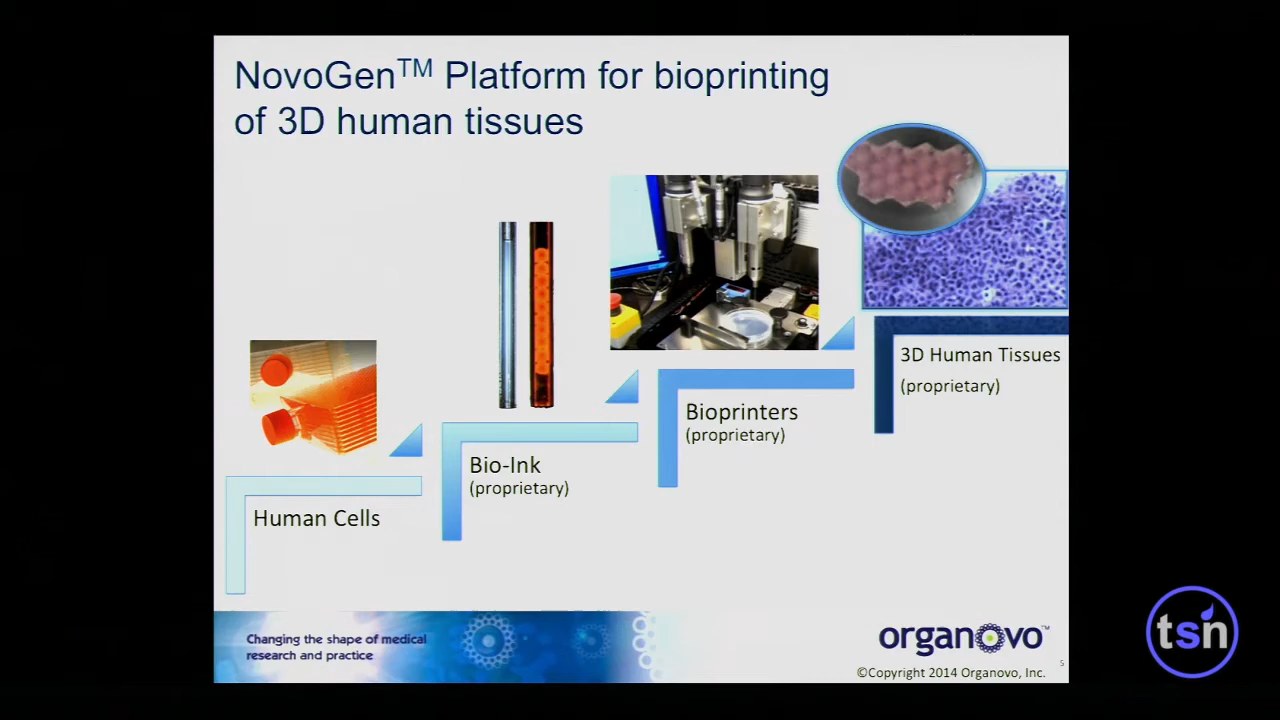 NovoGen™ Platform for bioprinting
of 3D human tissues
3D Human Tissues
(proprietary)
Bioprinters
(proprietary)
Bio-Ink
(proprietary)
Human Cells
Changing the shape of medical
research and practice
organovo™
©Copyright 2014 Organovo, Inc.
5
tsn